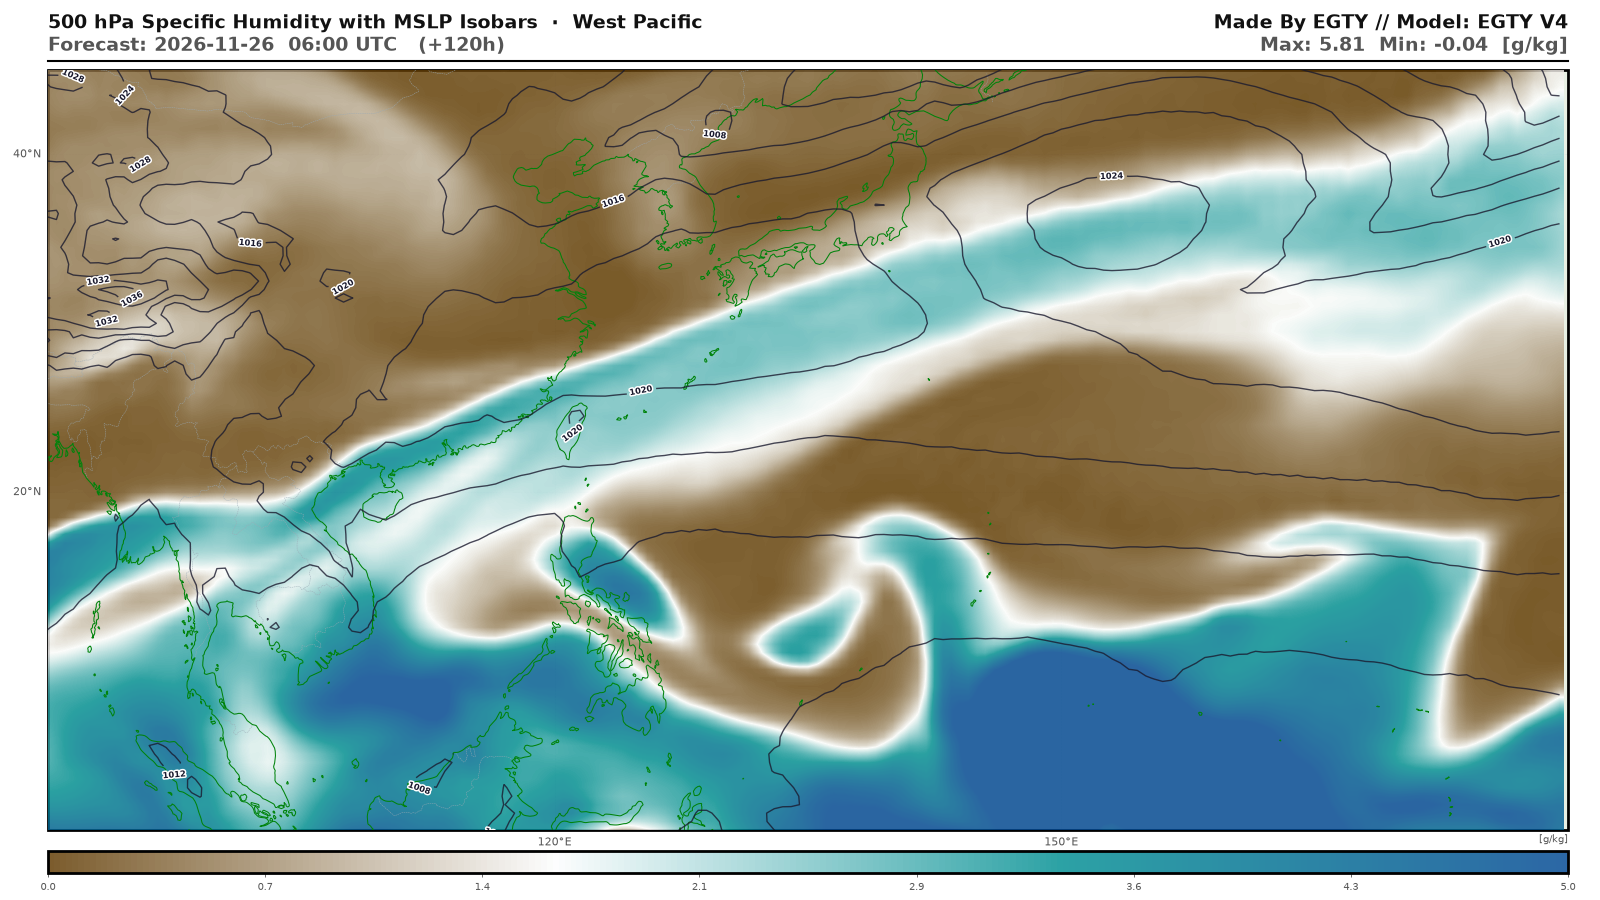 500 hPa Specific Humidity with MSLP Isobars · West Pacific
Made By EGTY // Model: EGTY V4
Forecast: 2026-11-26 06:00 UTC (+120h)
Max: 5.81 Min: -0.04 [g/kg]
1028
1024
1008
40°N
1028
1024
1016
1016
1020
1032
1020
1036
1032
1020
1020
20°N
1012
1008
120°E
150°E
[g/kg]
0.0 0.7 1.4 2.1 2.9 3.6 4.3 5.0